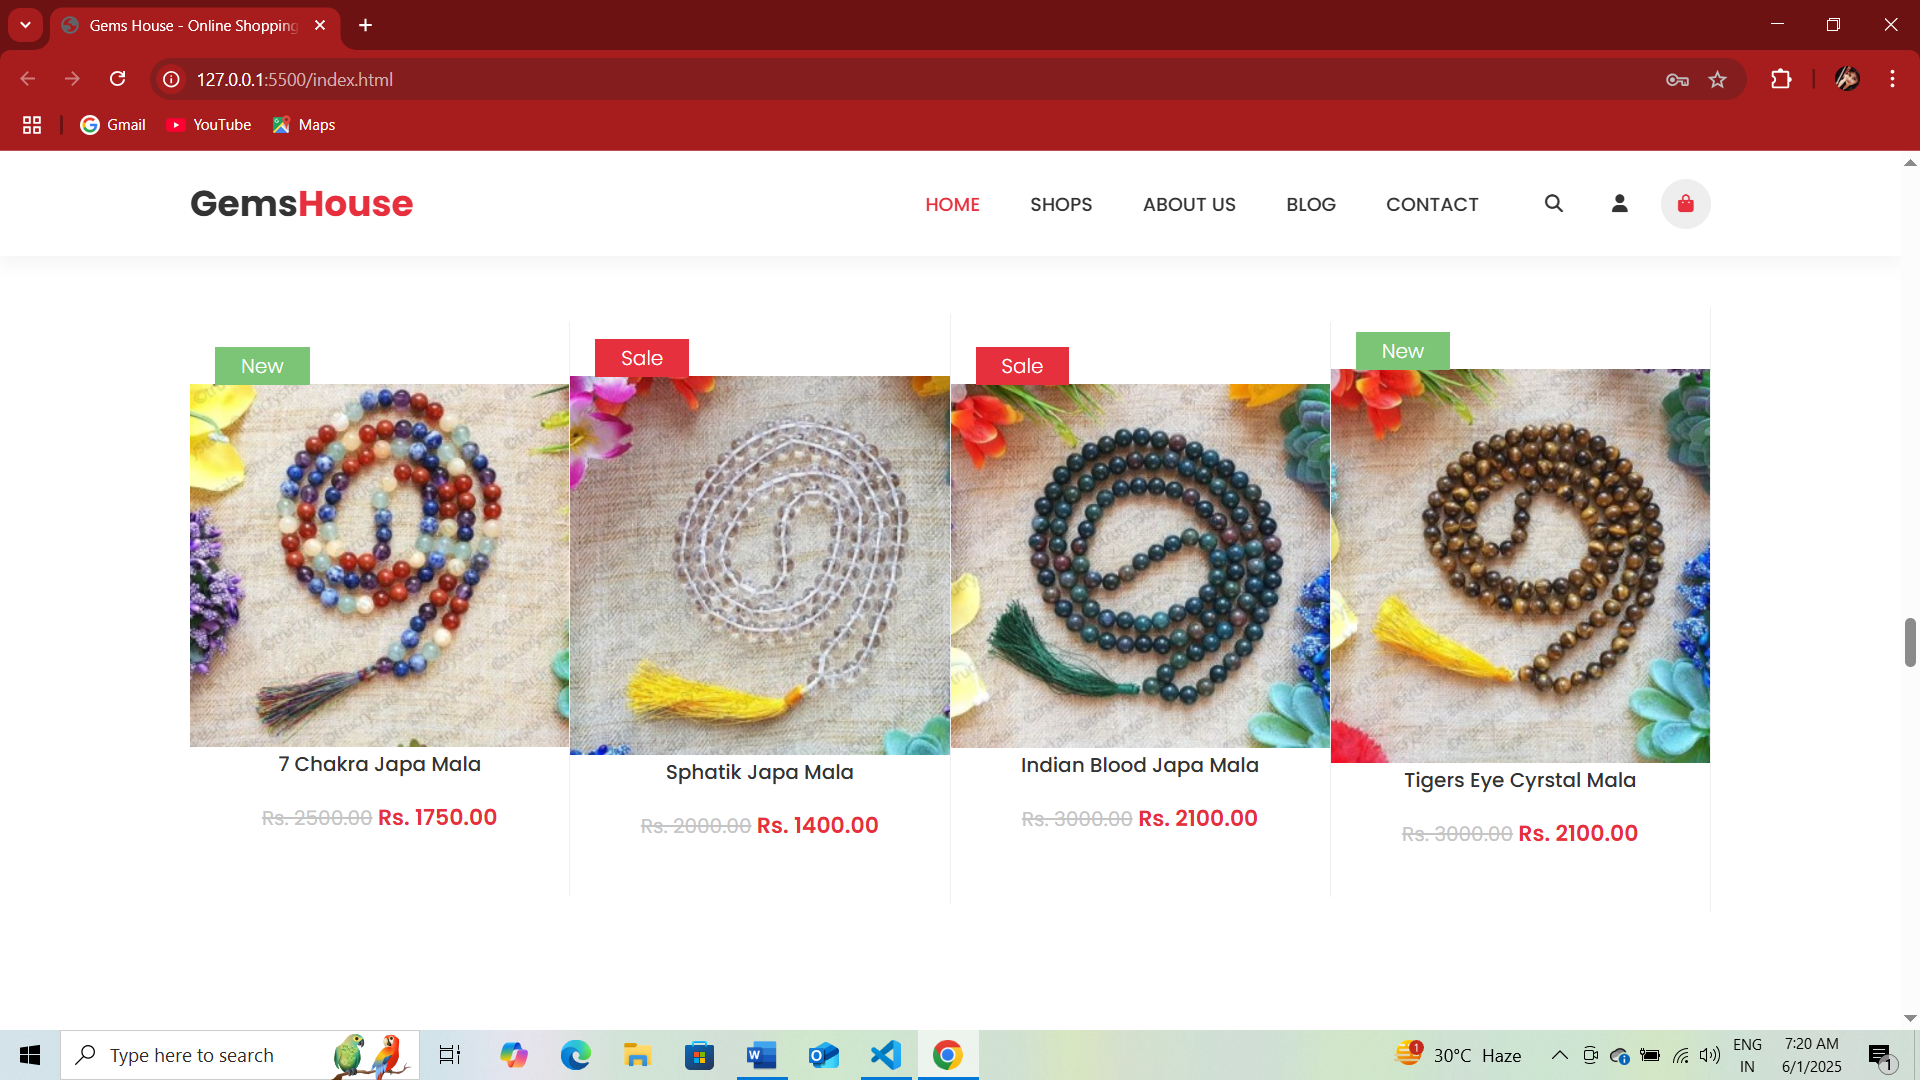 Gems House - Online Shopping
127.0.0.1:5500/index.html
Gmail
YouTube
Maps
GemsHouse
HOME
SHOPS
ABOUT US
BLOG
CONTACT
New
Sale
Sale
New
7 Chakra Japa Mala
Rs. 2500.00 Rs. 1750.00
Sphatik Japa Mala
Rs. 2000.00 Rs. 1400.00
Indian Blood Japa Mala
Rs. 3000.00 Rs. 2100.00
Tigers Eye Cyrstal Mala
Rs. 3000.00 Rs. 2100.00
Type here to search
1
30°C Haze
ENG
IN
7:20 AM
6/1/2025
1